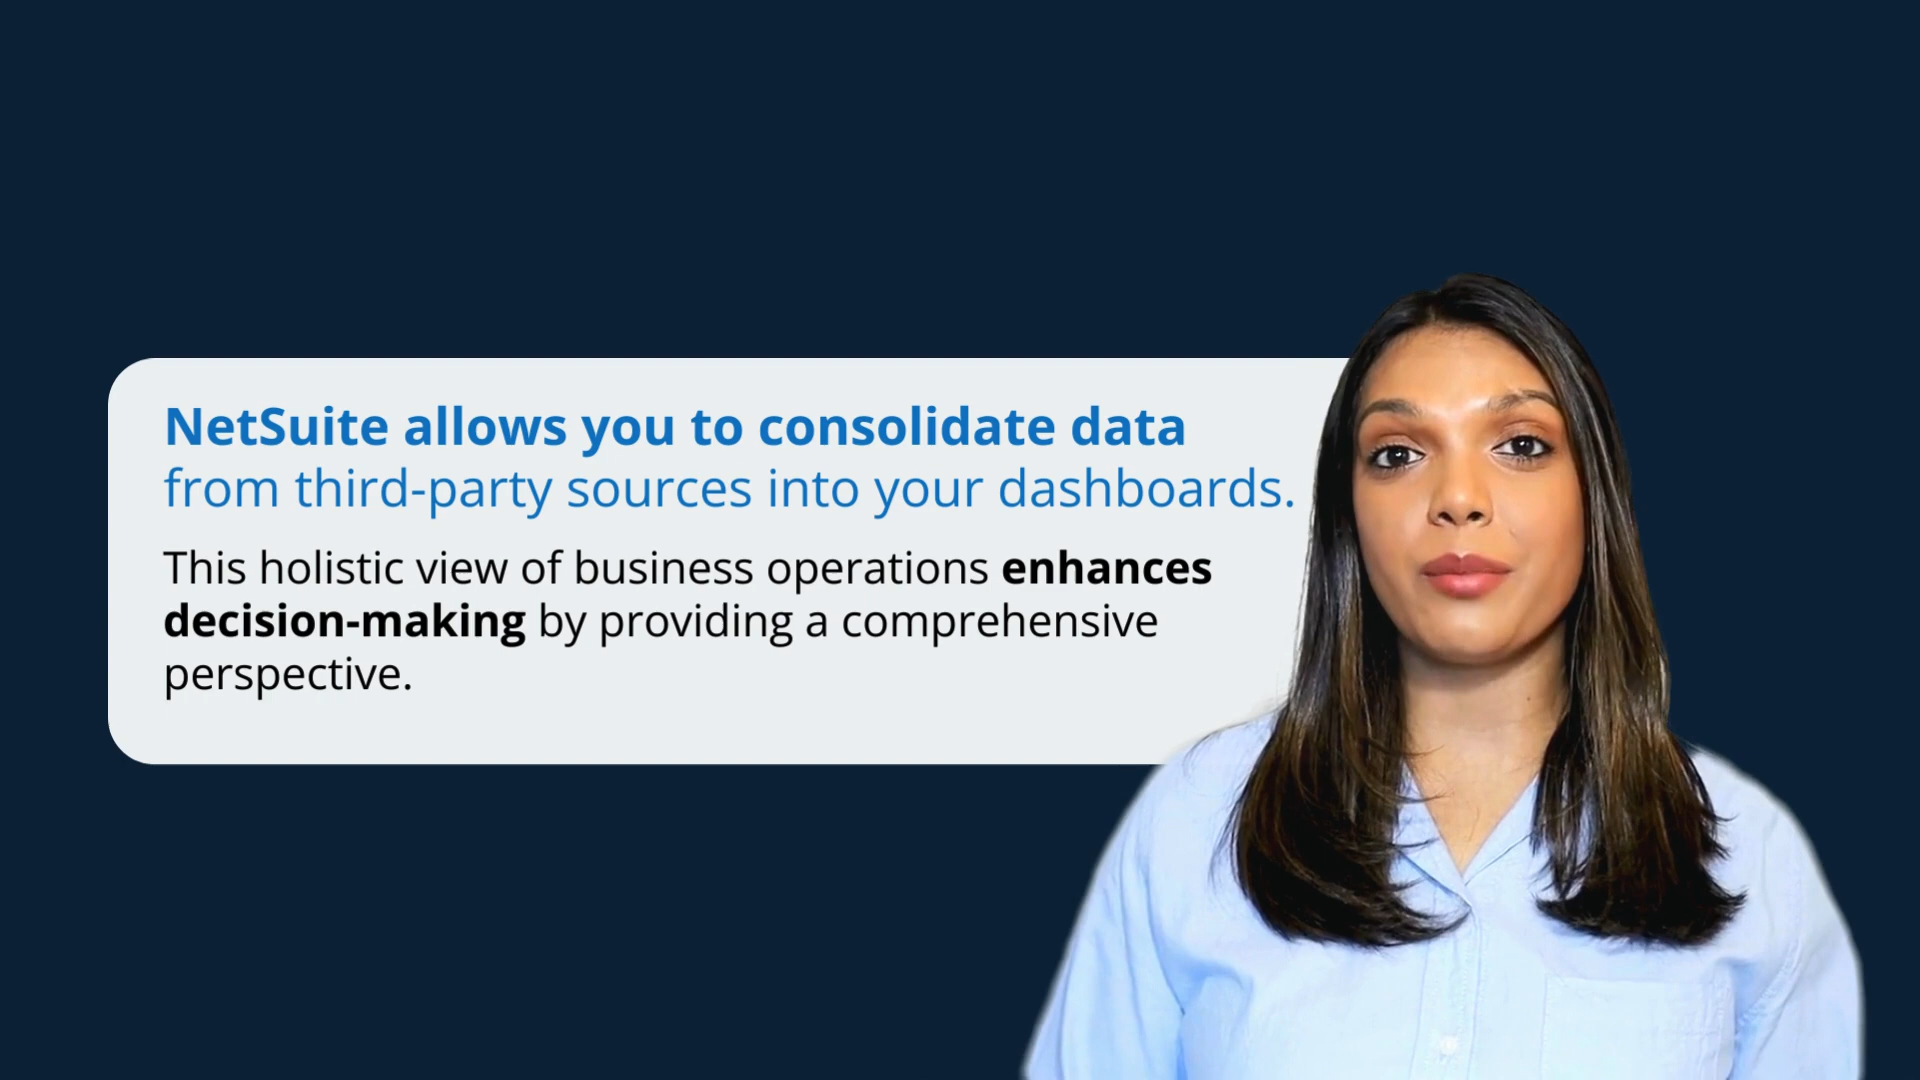 NetSuite allows you to consolidate data
from third-party sources into your dashboards.
This holistic view of business operations enhances
decision-making by providing a comprehensive
perspective.